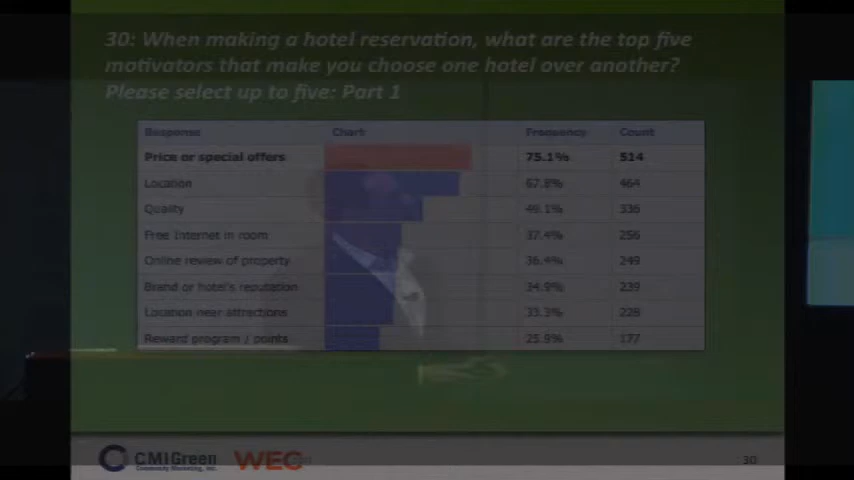 30: When making a hotel reservation, what are the top five
motivators that make you choose one hotel over another?
Please select up to five: Part 1
Response Chart Frequency Count
Price or special offers 75.1% 514
Location 67.8% 464
Quality 49.1% 336
Free Internet in room 37.4% 256
Online review of property 36.4% 249
Brand or hotel's reputation 34.9% 239
Location near attractions 33.3% 228
Reward program / points 25.9% 177
CMIGreen WEC 30
Community Marketing, Inc.